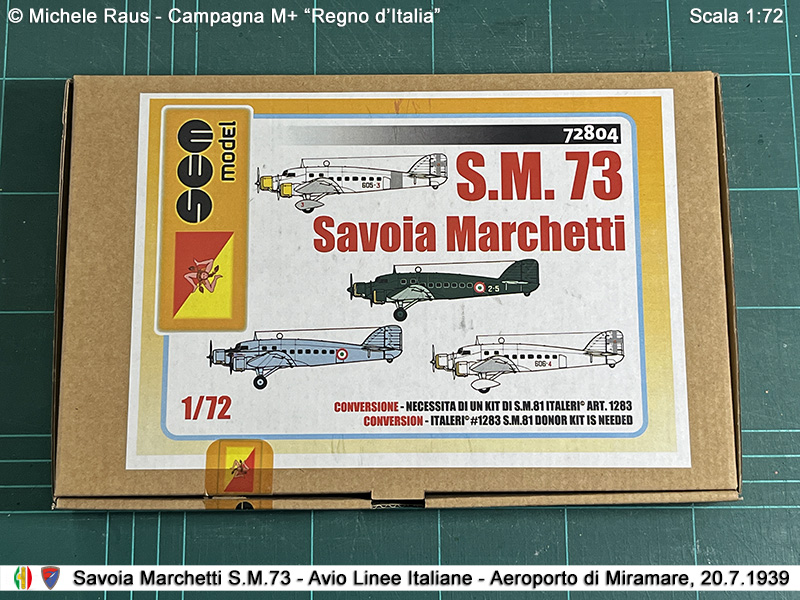 © Michele Raus - Campagna M+ “Regno d’Italia”
Scala 1:72
SEM
model
72804
S.M. 73
Savoia Marchetti
605-3
2-5
606-4
1/72
CONVERSIONE - NECESSITA DI UN KIT DI S.M.81 ITALERI® ART. 1283
CONVERSION - ITALERI®#1283 S.M.81 DONOR KIT IS NEEDED
Savoia Marchetti S.M.73 - Avio Linee Italiane - Aeroporto di Miramare, 20.7.1939